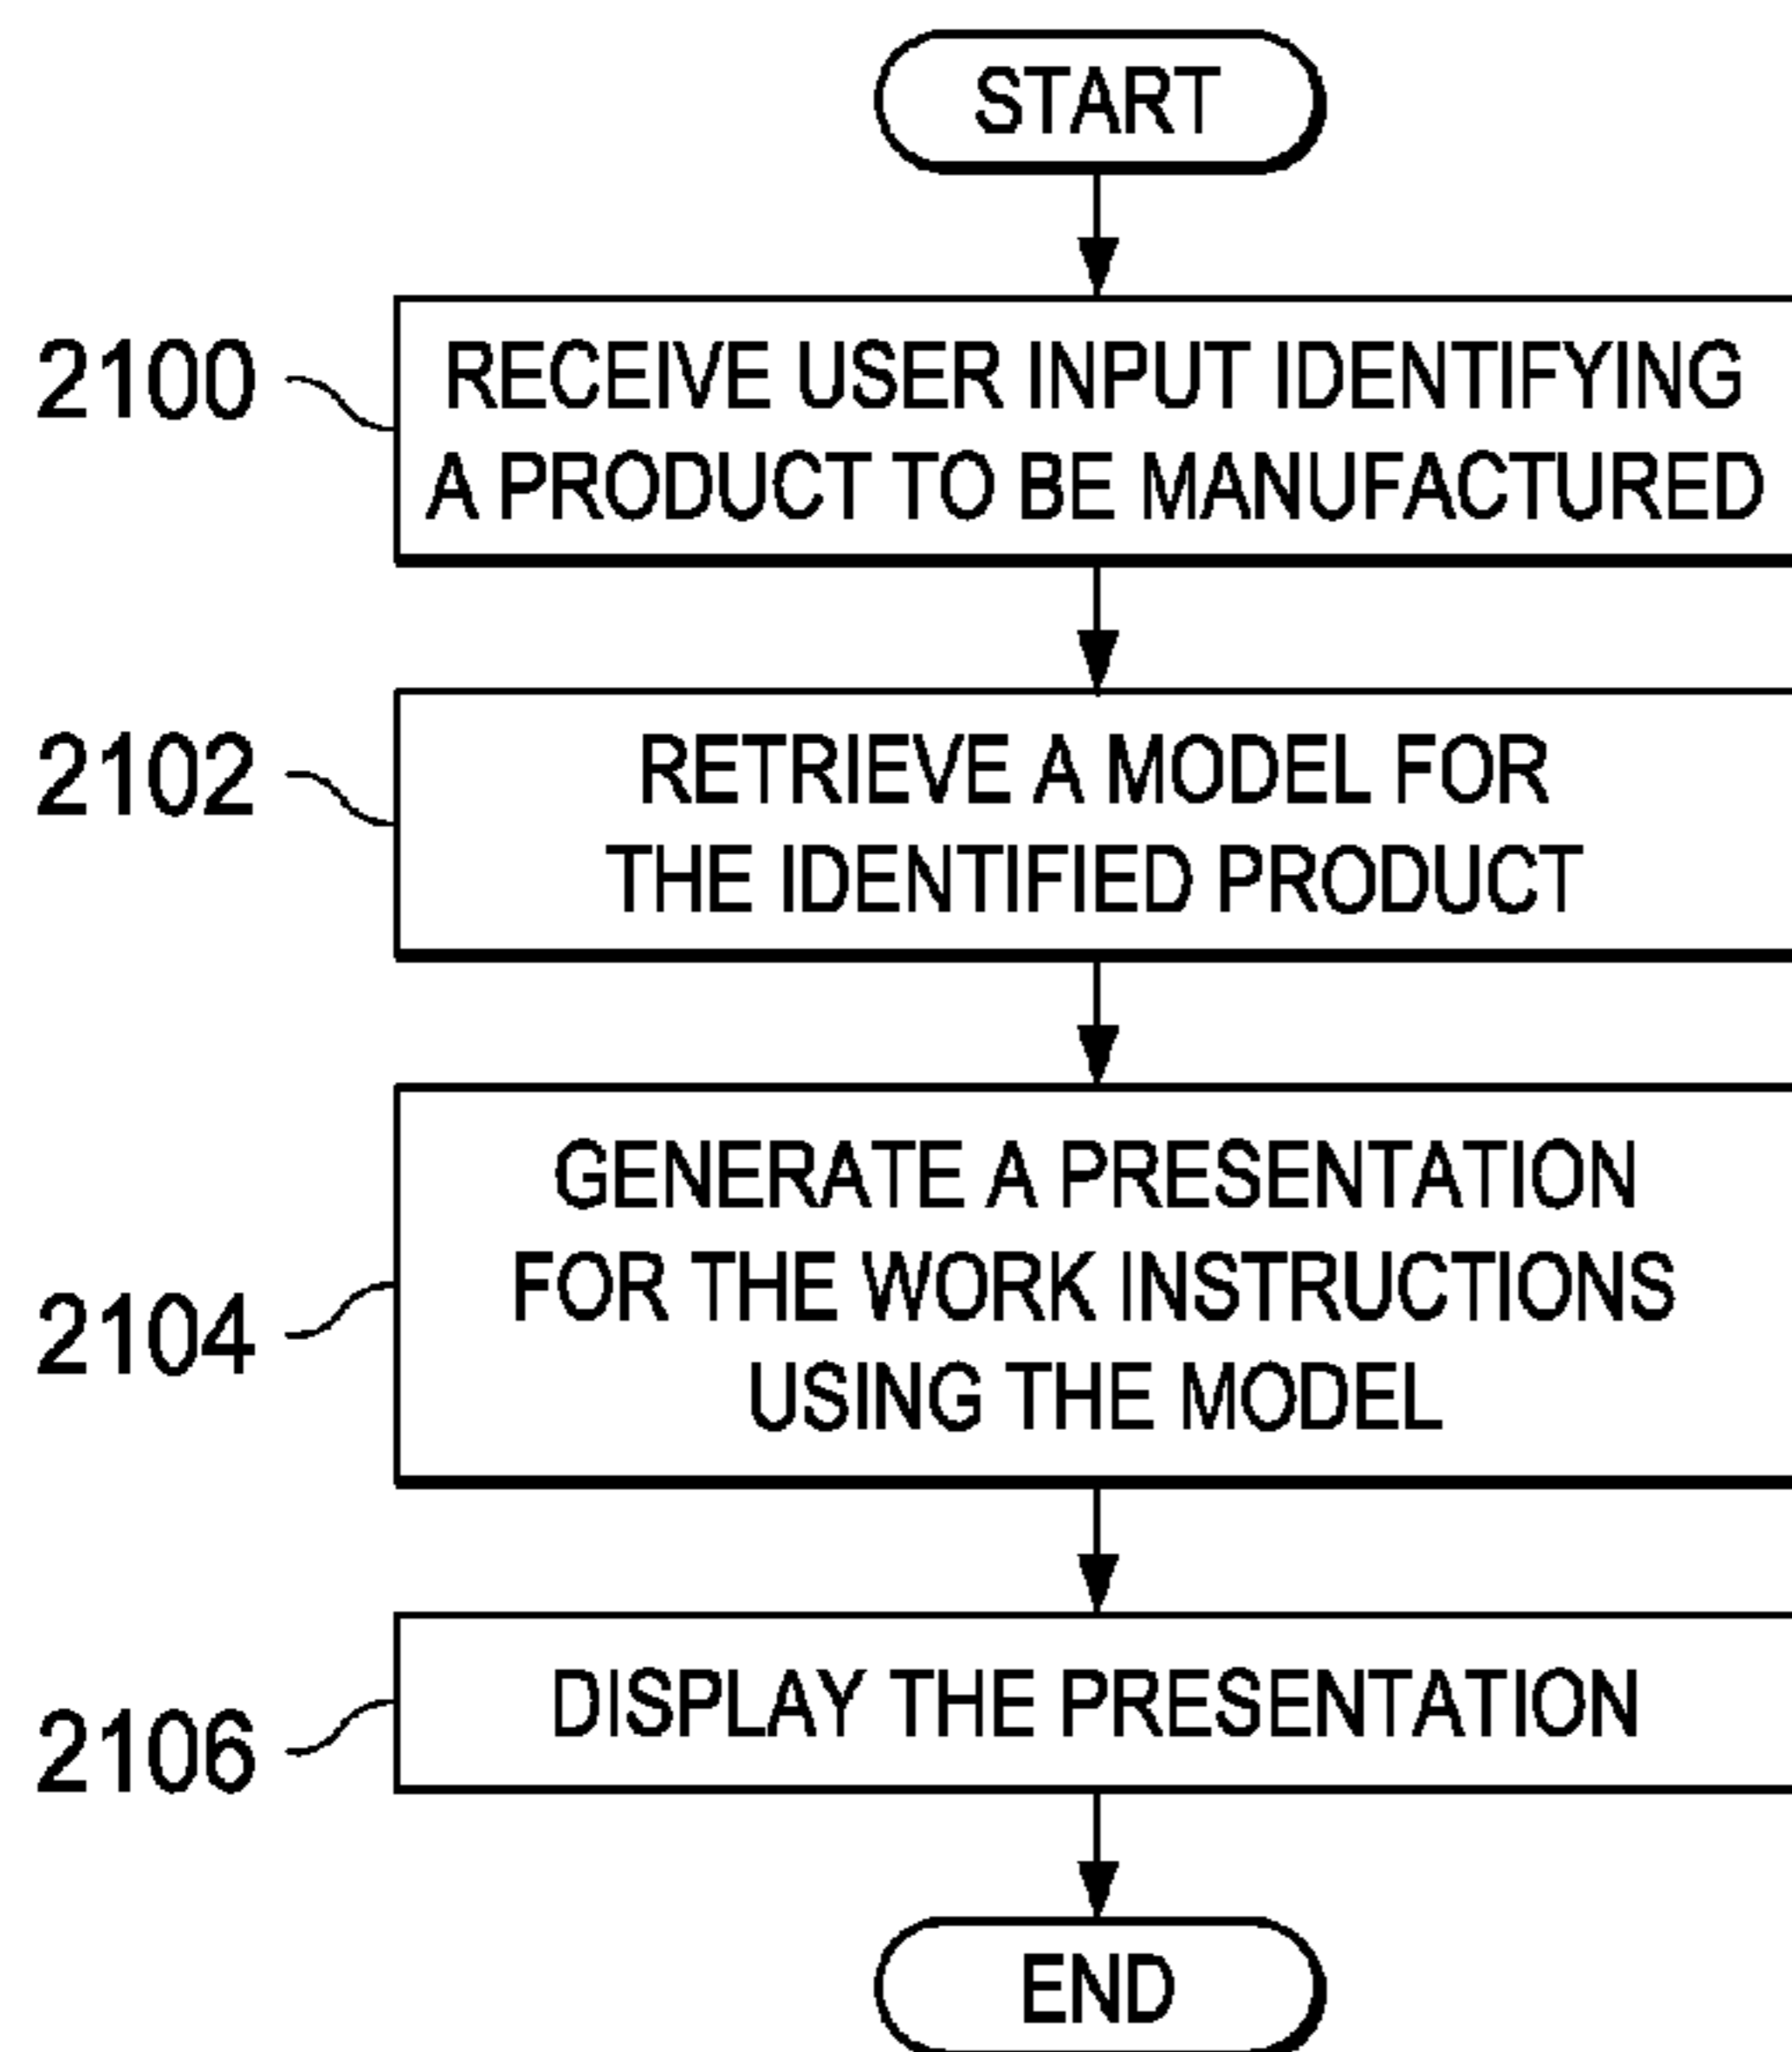 START
2100
RECEIVE USER INPUT IDENTIFYING
A PRODUCT TO BE MANUFACTURED
2102
RETRIEVE A MODEL FOR
THE IDENTIFIED PRODUCT
2104
GENERATE A PRESENTATION
FOR THE WORK INSTRUCTIONS
USING THE MODEL
2106
DISPLAY THE PRESENTATION
END